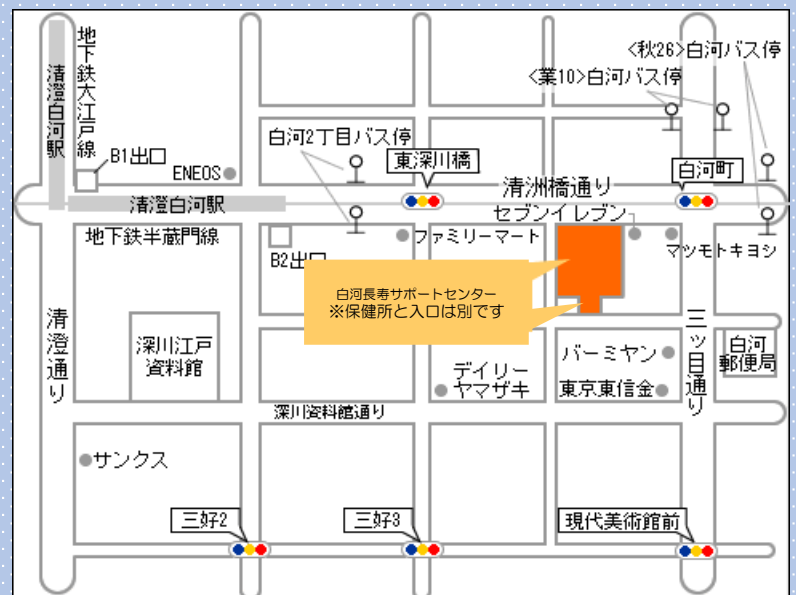 <秋26>白河バス停
<業10>白河バス停
地下鉄大江戸線
清澄白河駅
B1出口
ENEOS
白河2丁目バス停
東深川橋
清洲橋通り
白河町
清澄白河駅
セブンイレブン
地下鉄半蔵門線
ファミリーマート
マツモトキヨシ
B2出口
白河長寿サポートセンター
※保健所と入口は別です
清澄通り
深川江戸
資料館
三ッ目通り
白河
郵便局
バーミヤン
デイリー
ヤマザキ
東京東信金
深川資料館通り
サンクス
三好2
三好3
現代美術館前